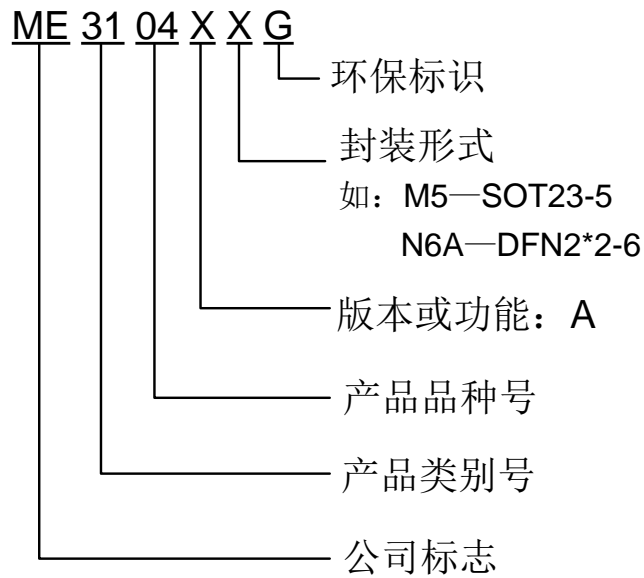 ME 31 04 X X G
环保标识
封装形式
如：M5—SOT23-5
N6A—DFN2*2-6
版本或功能：A
产品品种号
产品类别号
公司标志